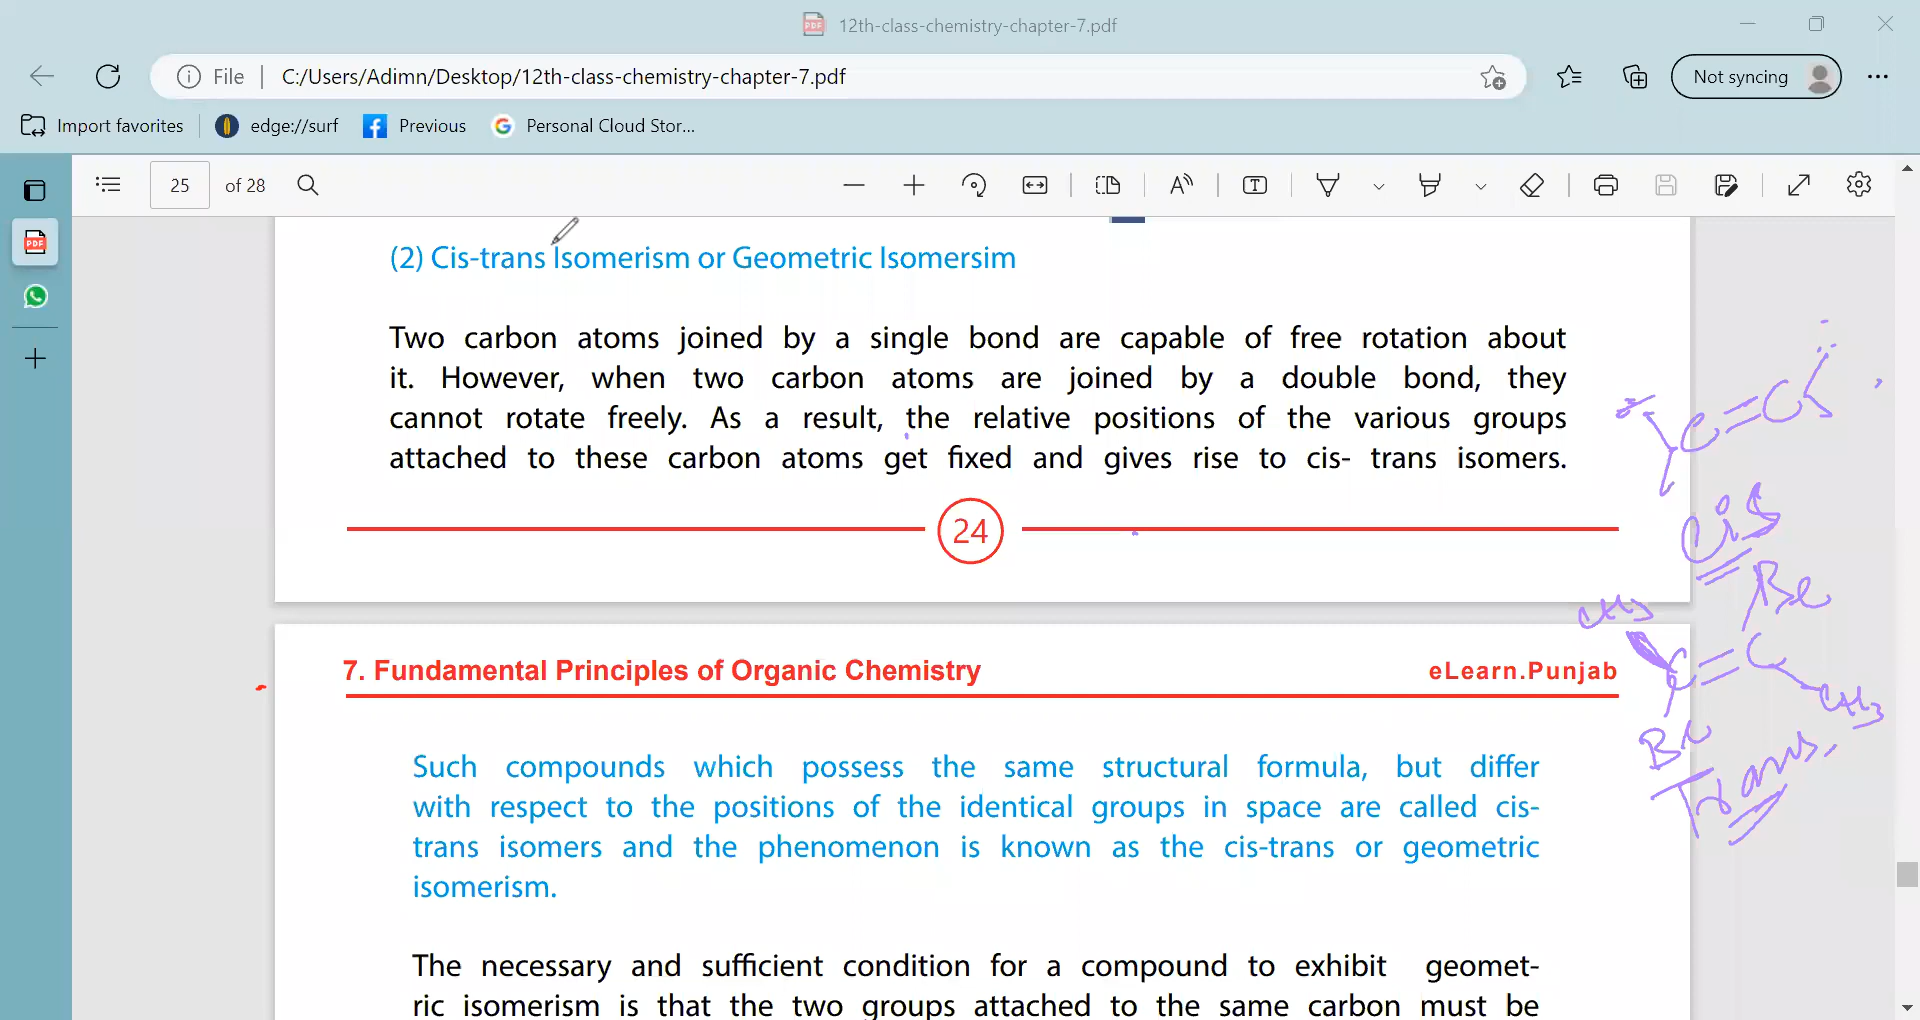 12th-class-chemistry-chapter-7.pdf
File
C:/Users/Adimn/Desktop/12th-class-chemistry-chapter-7.pdf
Not syncing
Import favorites
edge://surf
Previous
Personal Cloud Stor...
25 of 28
(2) Cis-trans Isomerism or Geometric Isomersim
Two carbon atoms joined by a single bond are capable of free rotation about
it. However, when two carbon atoms are joined by a double bond, they
cannot rotate freely. As a result, the relative positions of the various groups
attached to these carbon atoms get fixed and gives rise to cis- trans isomers.
24
Cis
CH3
C=C
CH3
Trans
7. Fundamental Principles of Organic Chemistry
eLearn.Punjab
Such compounds which possess the same structural formula, but differ
with respect to the positions of the identical groups in space are called cis-
trans isomers and the phenomenon is known as the cis-trans or geometric
isomerism.
The necessary and sufficient condition for a compound to exhibit geomet-
ric isomerism is that the two groups attached to the same carbon must be